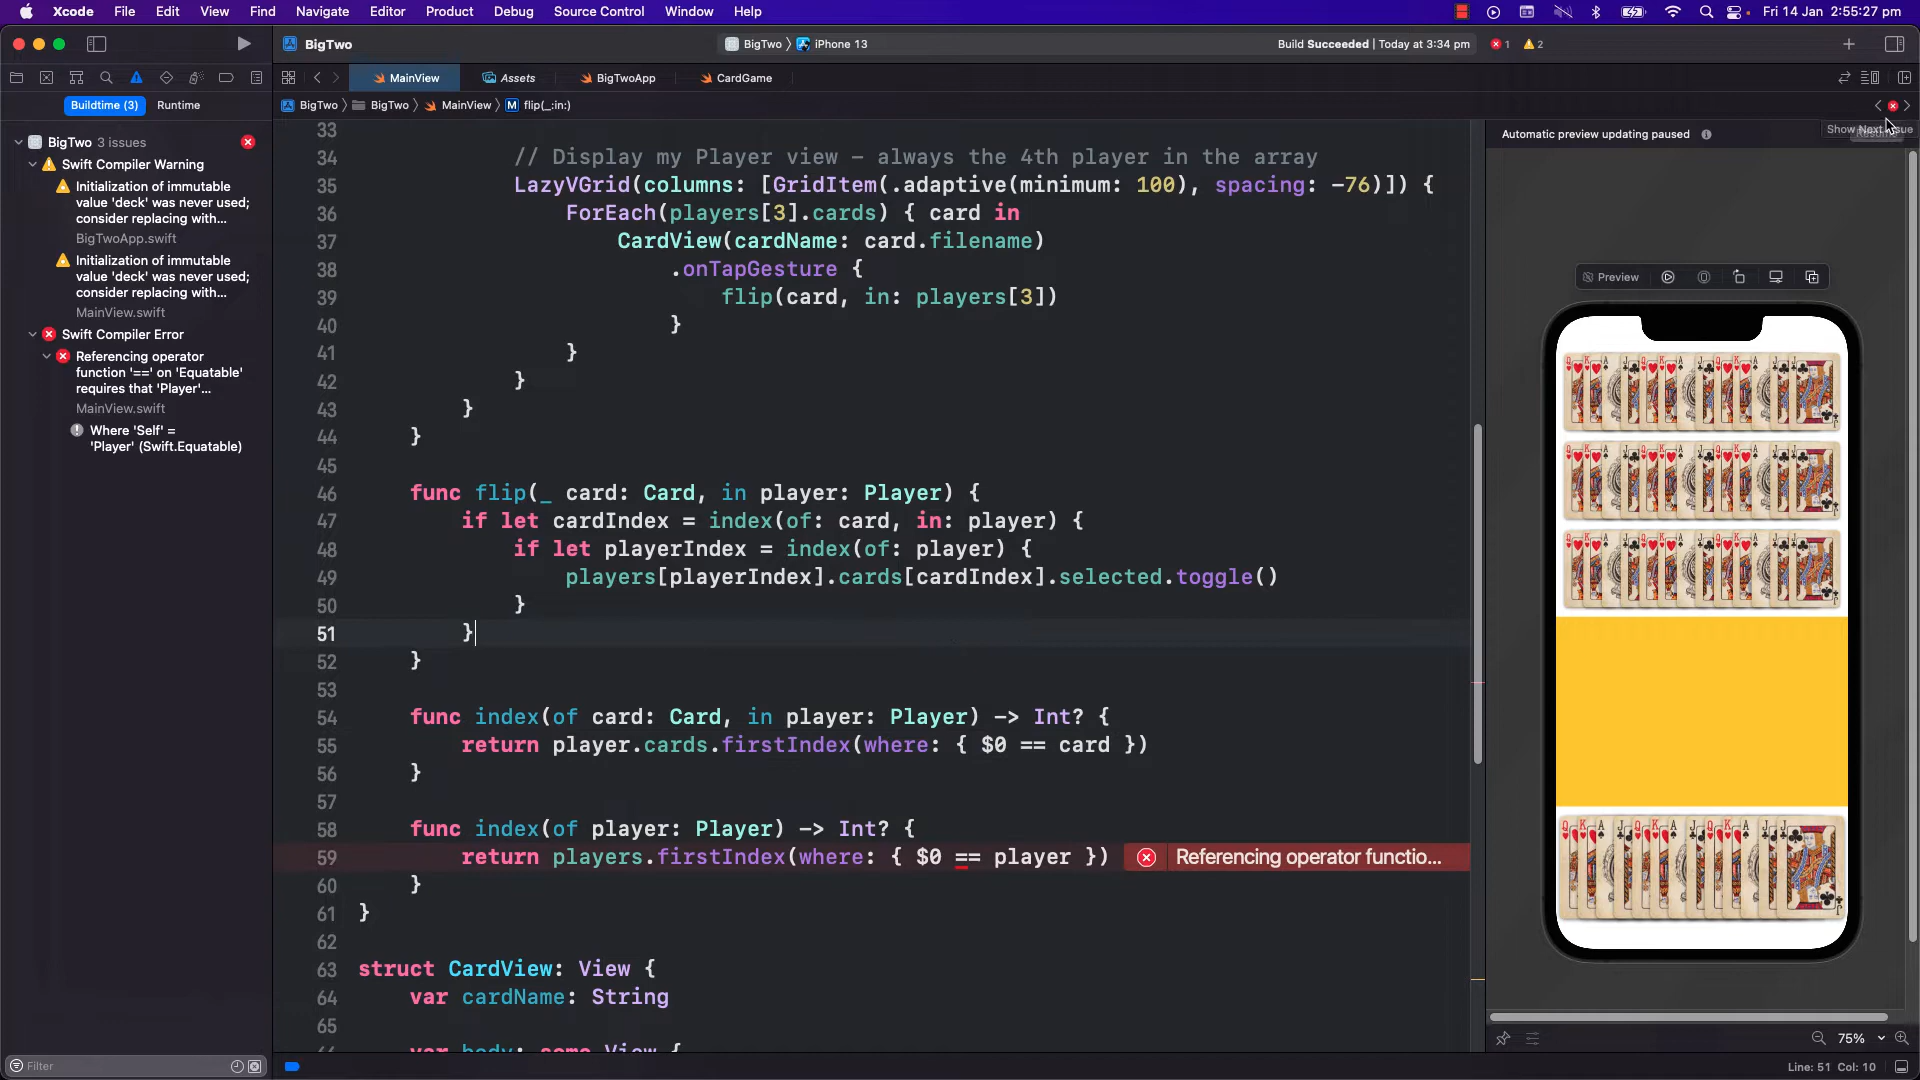 Xcode File Edit View Find Navigate Editor Product Debug Source Control Window Help
Fri 14 Jan 2:55:27 pm
BigTwo
BigTwo
iPhone 13
Build Succeeded | Today at 3:34 pm
1
2
MainView
Assets
BigTwoApp
CardGame
Buildtime (3)
Runtime
BigTwo
BigTwo
MainView
M
flip(_:in:)
BigTwo 3 issues
Swift Compiler Warning
Initialization of immutable
value 'deck' was never used;
consider replacing with...
BigTwoApp.swift
Initialization of immutable
value 'deck' was never used;
consider replacing with...
MainView.swift
Swift Compiler Error
Referencing operator
function '==' on 'Equatable'
requires that 'Player'...
MainView.swift
Where 'Self' =
'Player' (Swift.Equatable)
Filter
33
34 // Display my Player view – always the 4th player in the array
35 LazyVGrid(columns: [GridItem(.adaptive(minimum: 100), spacing: -76)]) {
36 ForEach(players[3].cards) { card in
37 CardView(cardName: card.filename)
38 .onTapGesture {
39 flip(card, in: players[3])
40 }
41 }
42 }
43 }
44 }
45
46 func flip(_ card: Card, in player: Player) {
47 if let cardIndex = index(of: card, in: player) {
48 if let playerIndex = index(of: player) {
49 players[playerIndex].cards[cardIndex].selected.toggle()
50 }
51 }
52 }
53
54 func index(of card: Card, in player: Player) -> Int? {
55 return player.cards.firstIndex(where: { $0 == card })
56 }
57
58 func index(of player: Player) -> Int? {
59 return players.firstIndex(where: { $0 == player })
Referencing operator functio...
60 }
61 }
62
63 struct CardView: View {
64 var cardName: String
65
var body: some View {
Automatic preview updating paused
Show Next Issue
Preview
75%
Line: 51 Col: 10